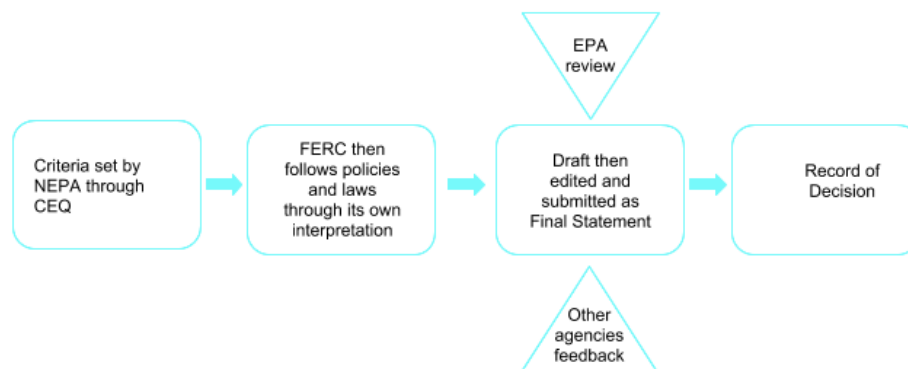 Criteria set by
NEPA through
CEQ
FERC then
follows policies
and laws
through its own
interpretation
EPA
review
Draft then
edited and
submitted as
Final Statement
Other
agencies
feedback
Record of
Decision